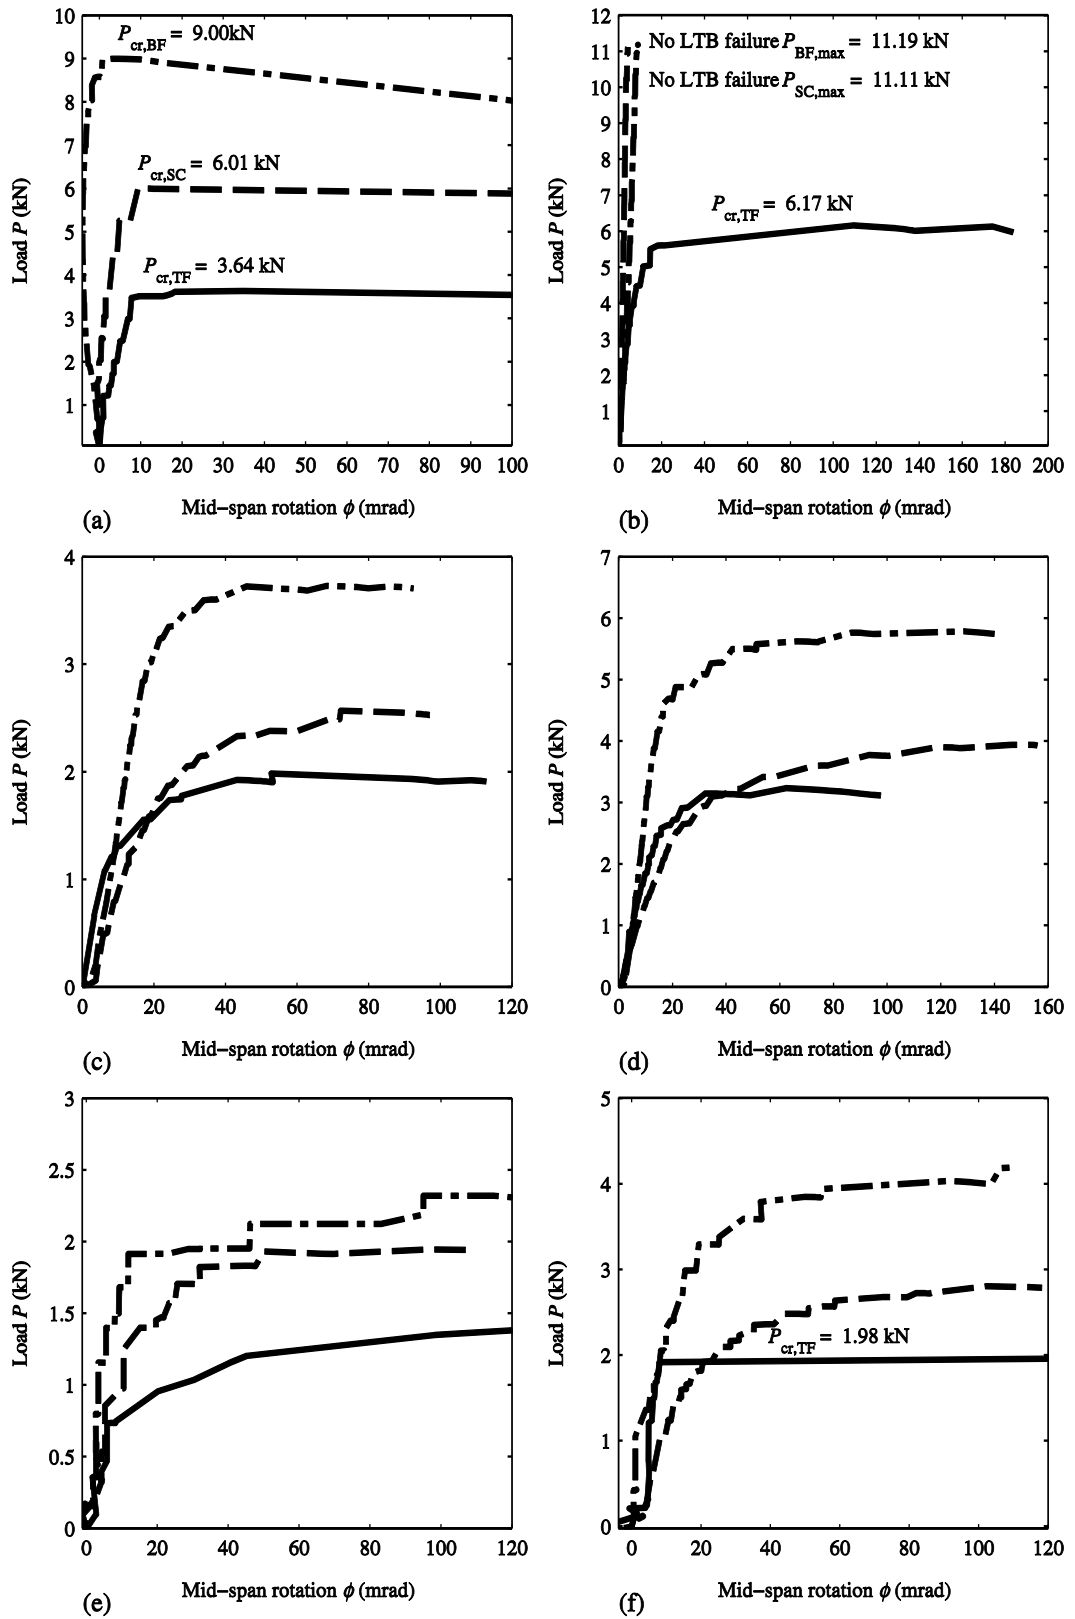 10
9
8
7
6
5
4
3
2
1
Load P (kN)
P_cr,BF = 9.00kN
P_cr,SC = 6.01 kN
P_cr,TF = 3.64 kN
0 10 20 30 40 50 60 70 80 90 100
Mid−span rotation ϕ (mrad)
(a)
12
11
10
9
8
7
6
5
4
3
2
1
Load P (kN)
No LTB failure P_BF,max = 11.19 kN
No LTB failure P_SC,max = 11.11 kN
P_cr,TF = 6.17 kN
0 20 40 60 80 100 120 140 160 180 200
Mid−span rotation ϕ (mrad)
(b)
4
3
2
1
0
Load P (kN)
0 20 40 60 80 100 120
Mid−span rotation ϕ (mrad)
(c)
7
6
5
4
3
2
1
0
Load P (kN)
0 20 40 60 80 100 120 140 160
Mid−span rotation ϕ (mrad)
(d)
3
2.5
2
1.5
1
0.5
0
Load P (kN)
0 20 40 60 80 100 120
Mid−span rotation ϕ (mrad)
(e)
5
4
3
2
1
0
Load P (kN)
P_cr,TF = 1.98 kN
0 20 40 60 80 100 120
Mid−span rotation ϕ (mrad)
(f)